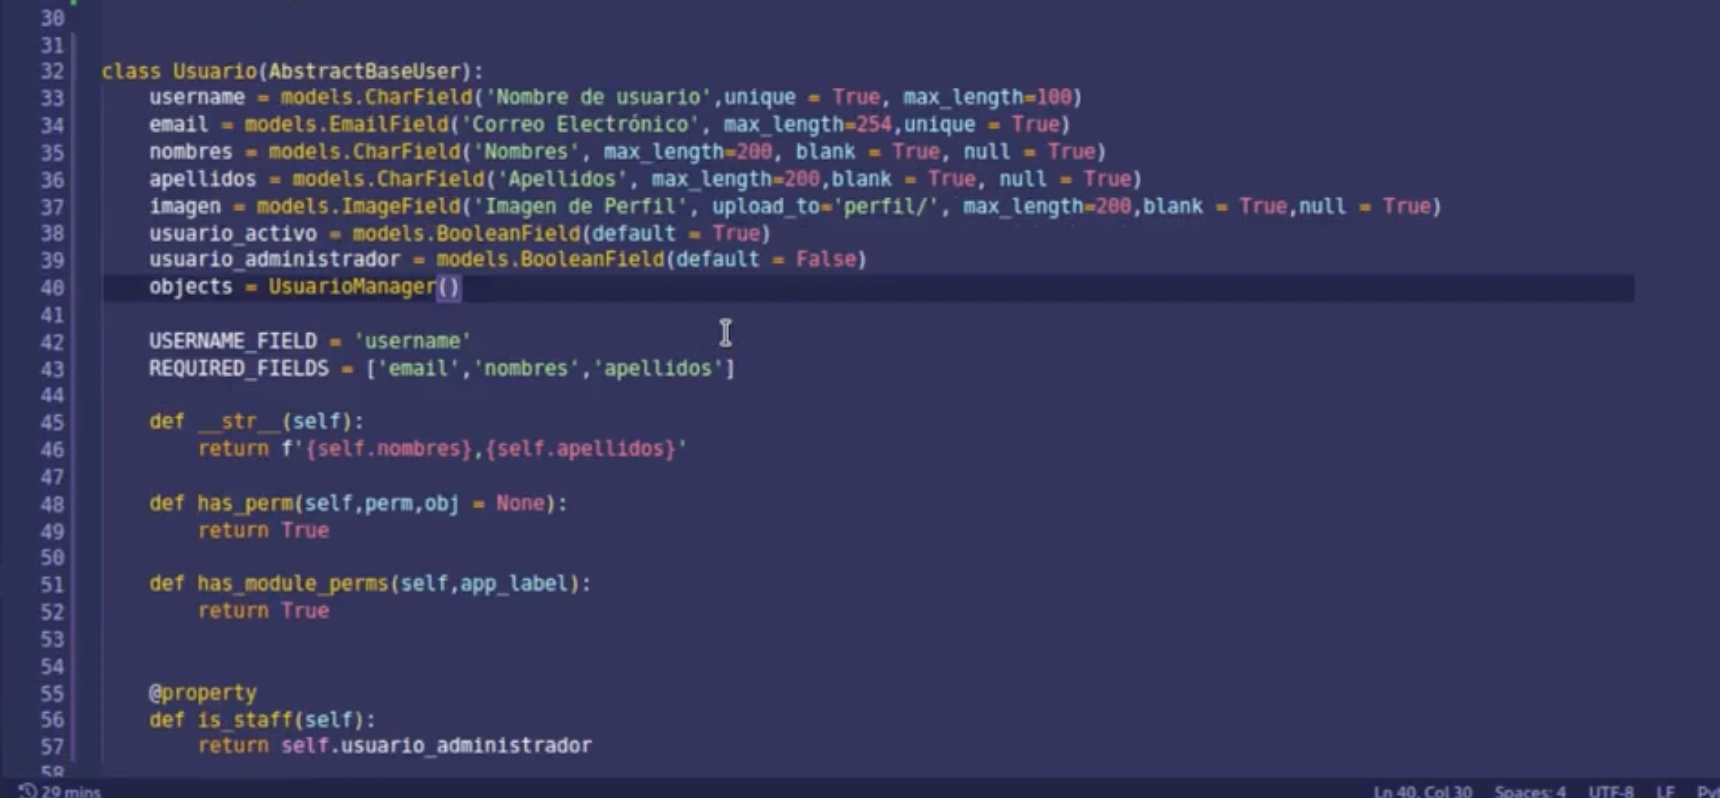 30
31
32 class Usuario(AbstractBaseUser):
33     username = models.CharField('Nombre de usuario',unique = True, max_length=100)
34     email = models.EmailField('Correo Electrónico', max_length=254,unique = True)
35     nombres = models.CharField('Nombres', max_length=200, blank = True, null = True)
36     apellidos = models.CharField('Apellidos', max_length=200,blank = True, null = True)
37     imagen = models.ImageField('Imagen de Perfil', upload_to='perfil/', max_length=200,blank = True,null = True)
38     usuario_activo = models.BooleanField(default = True)
39     usuario_administrador = models.BooleanField(default = False)
40     objects = UsuarioManager()
41
42     USERNAME_FIELD = 'username'
43     REQUIRED_FIELDS = ['email','nombres','apellidos']
44
45     def __str__(self):
46         return f'{self.nombres},{self.apellidos}'
47
48     def has_perm(self,perm,obj = None):
49         return True
50
51     def has_module_perms(self,app_label):
52         return True
53
54
55     @property
56     def is_staff(self):
57         return self.usuario_administrador
58
29 mins Ln 40, Col 30 Spaces: 4 UTF-8 LF